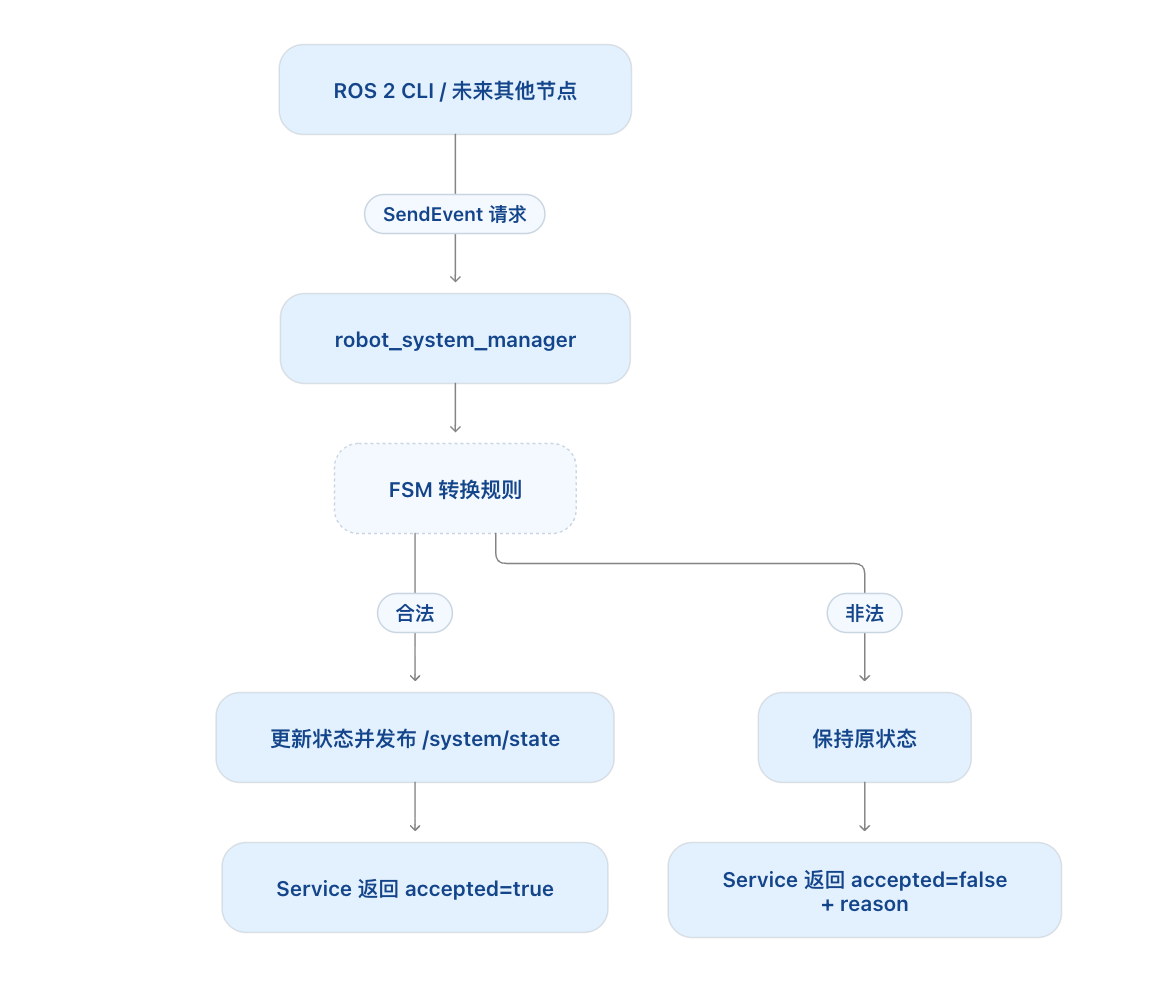 ROS 2 CLI / 未来其他节点
SendEvent 请求
robot_system_manager
FSM 转换规则
合法
非法
更新状态并发布 /system/state
保持原状态
Service 返回 accepted=true
Service 返回 accepted=false
+ reason